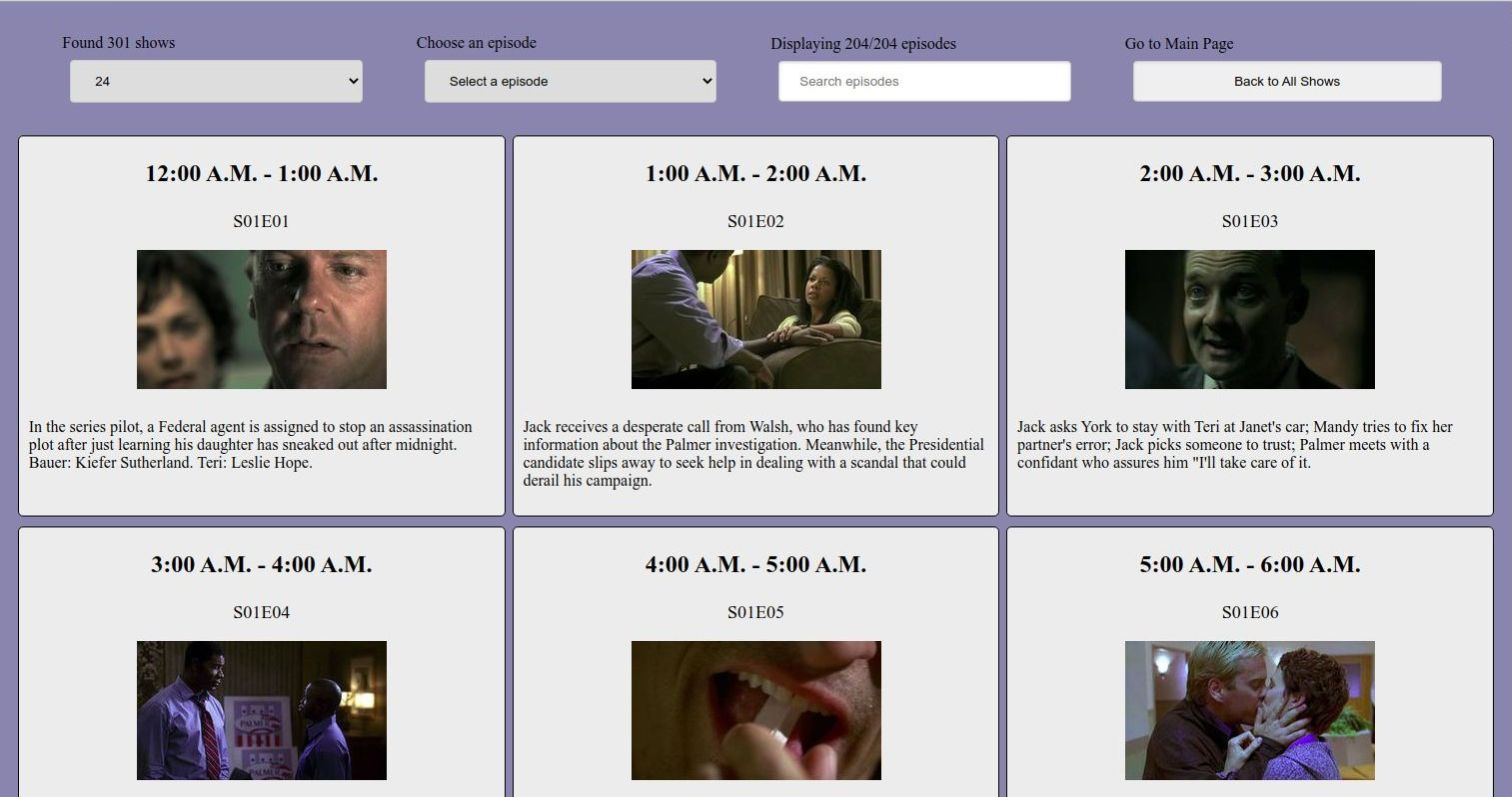 Found 301 shows
Choose an episode
Displaying 204/204 episodes
Go to Main Page
24
Select a episode
Search episodes
Back to All Shows
12:00 A.M. - 1:00 A.M.
S01E01
In the series pilot, a Federal agent is assigned to stop an assassination
plot after just learning his daughter has sneaked out after midnight.
Bauer: Kiefer Sutherland. Teri: Leslie Hope.
1:00 A.M. - 2:00 A.M.
S01E02
Jack receives a desperate call from Walsh, who has found key
information about the Palmer investigation. Meanwhile, the Presidential
candidate slips away to seek help in dealing with a scandal that could
derail his campaign.
2:00 A.M. - 3:00 A.M.
S01E03
Jack asks York to stay with Teri at Janet's car; Mandy tries to fix her
partner's error; Jack picks someone to trust; Palmer meets with a
confidant who assures him "I'll take care of it.
3:00 A.M. - 4:00 A.M.
S01E04
PALMER
PALMER
4:00 A.M. - 5:00 A.M.
S01E05
5:00 A.M. - 6:00 A.M.
S01E06